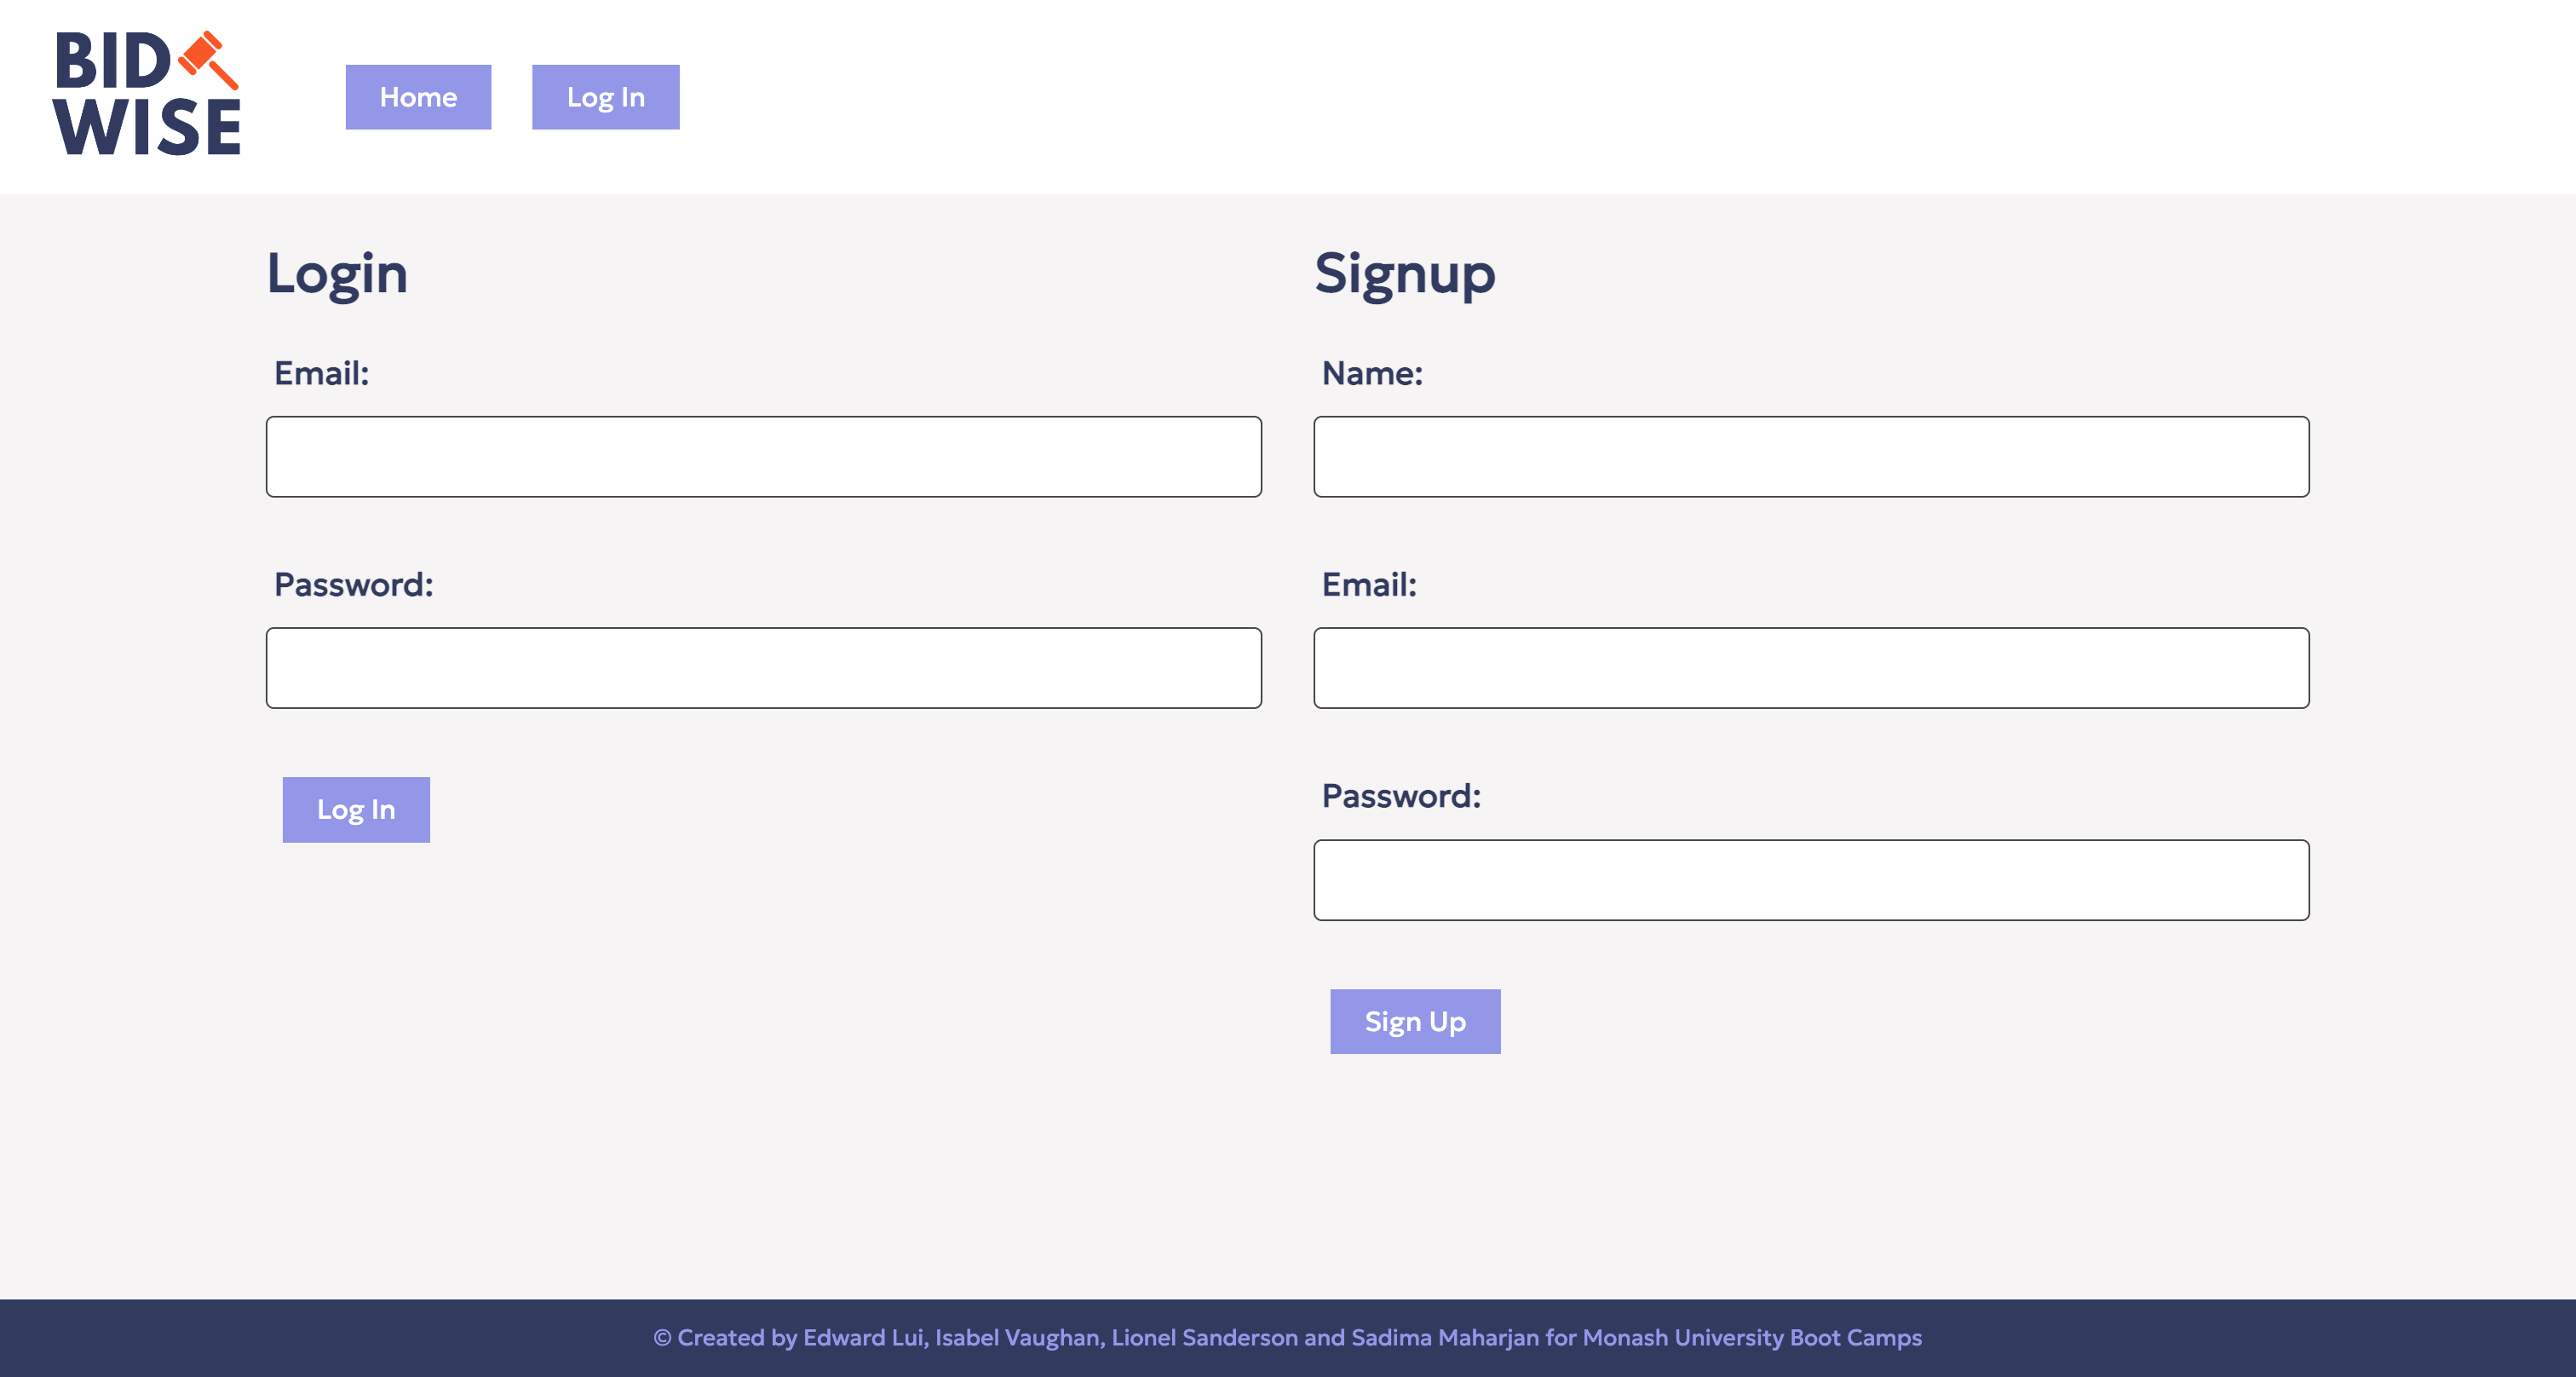 BID
WISE
Home
Log In
Login
Email:
Password:
Log In
Signup
Name:
Email:
Password:
Sign Up
© Created by Edward Lui, Isabel Vaughan, Lionel Sanderson and Sadima Maharjan for Monash University Boot Camps